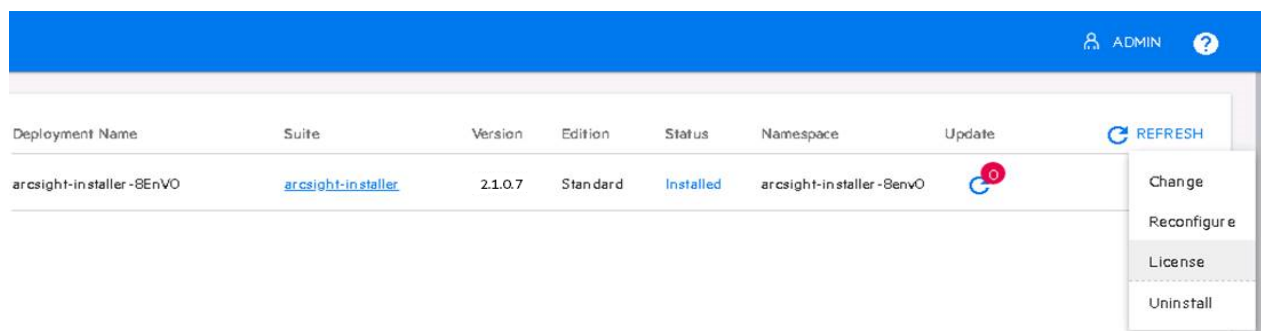 ADMIN ?
Deployment Name Suite Version Edition Status Namespace Update REFRESH
arcsight-installer-8EnVO arcsight-installer 2.1.0.7 Standard Installed arcsight-installer-8envO 0
Change
Reconfigure
License
Uninstall